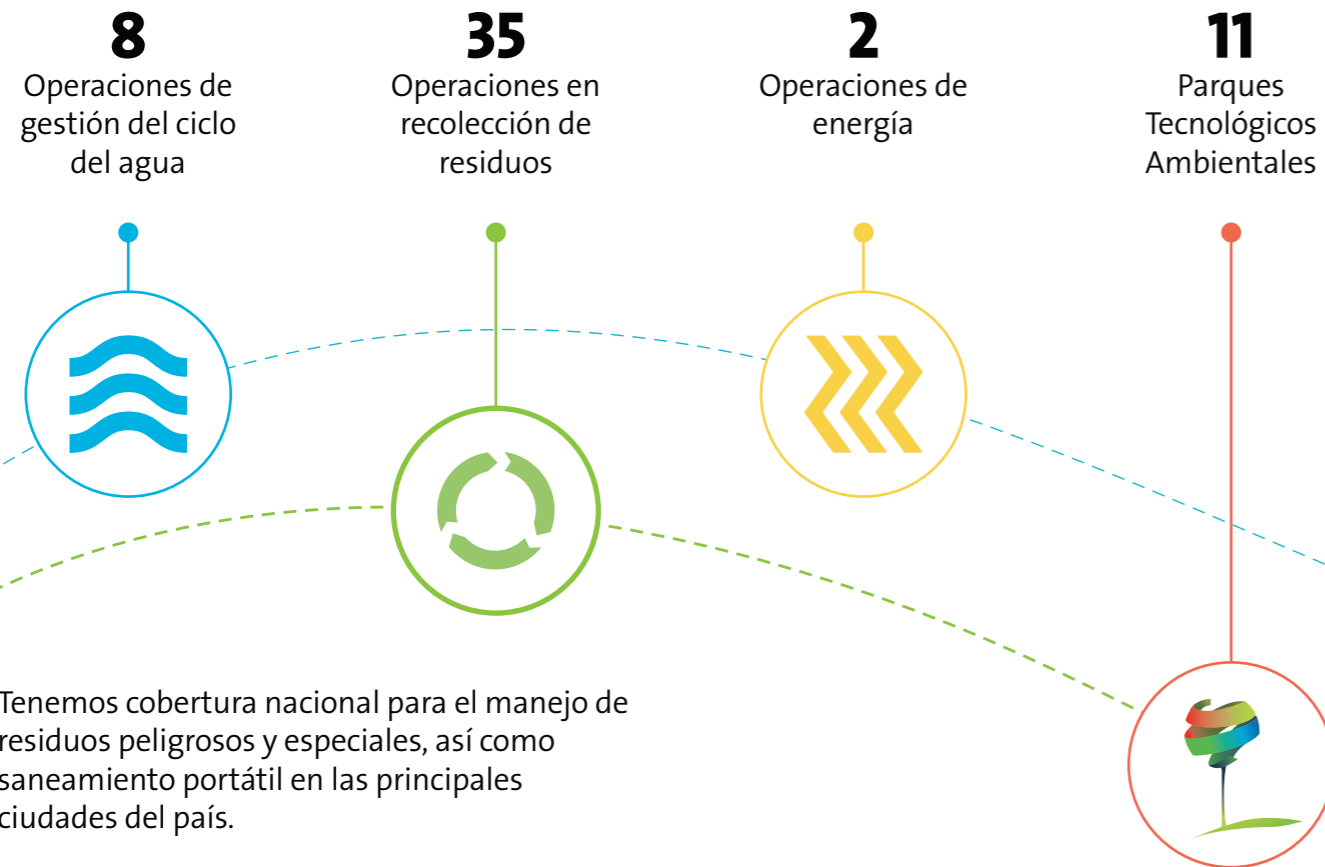 8
Operaciones de
gestión del ciclo
del agua
35
Operaciones en
recolección de
residuos
2
Operaciones de
energía
11
Parques
Tecnológicos
Ambientales
Tenemos cobertura nacional para el manejo de
residuos peligrosos y especiales, así como
saneamiento portátil en las principales
ciudades del país.